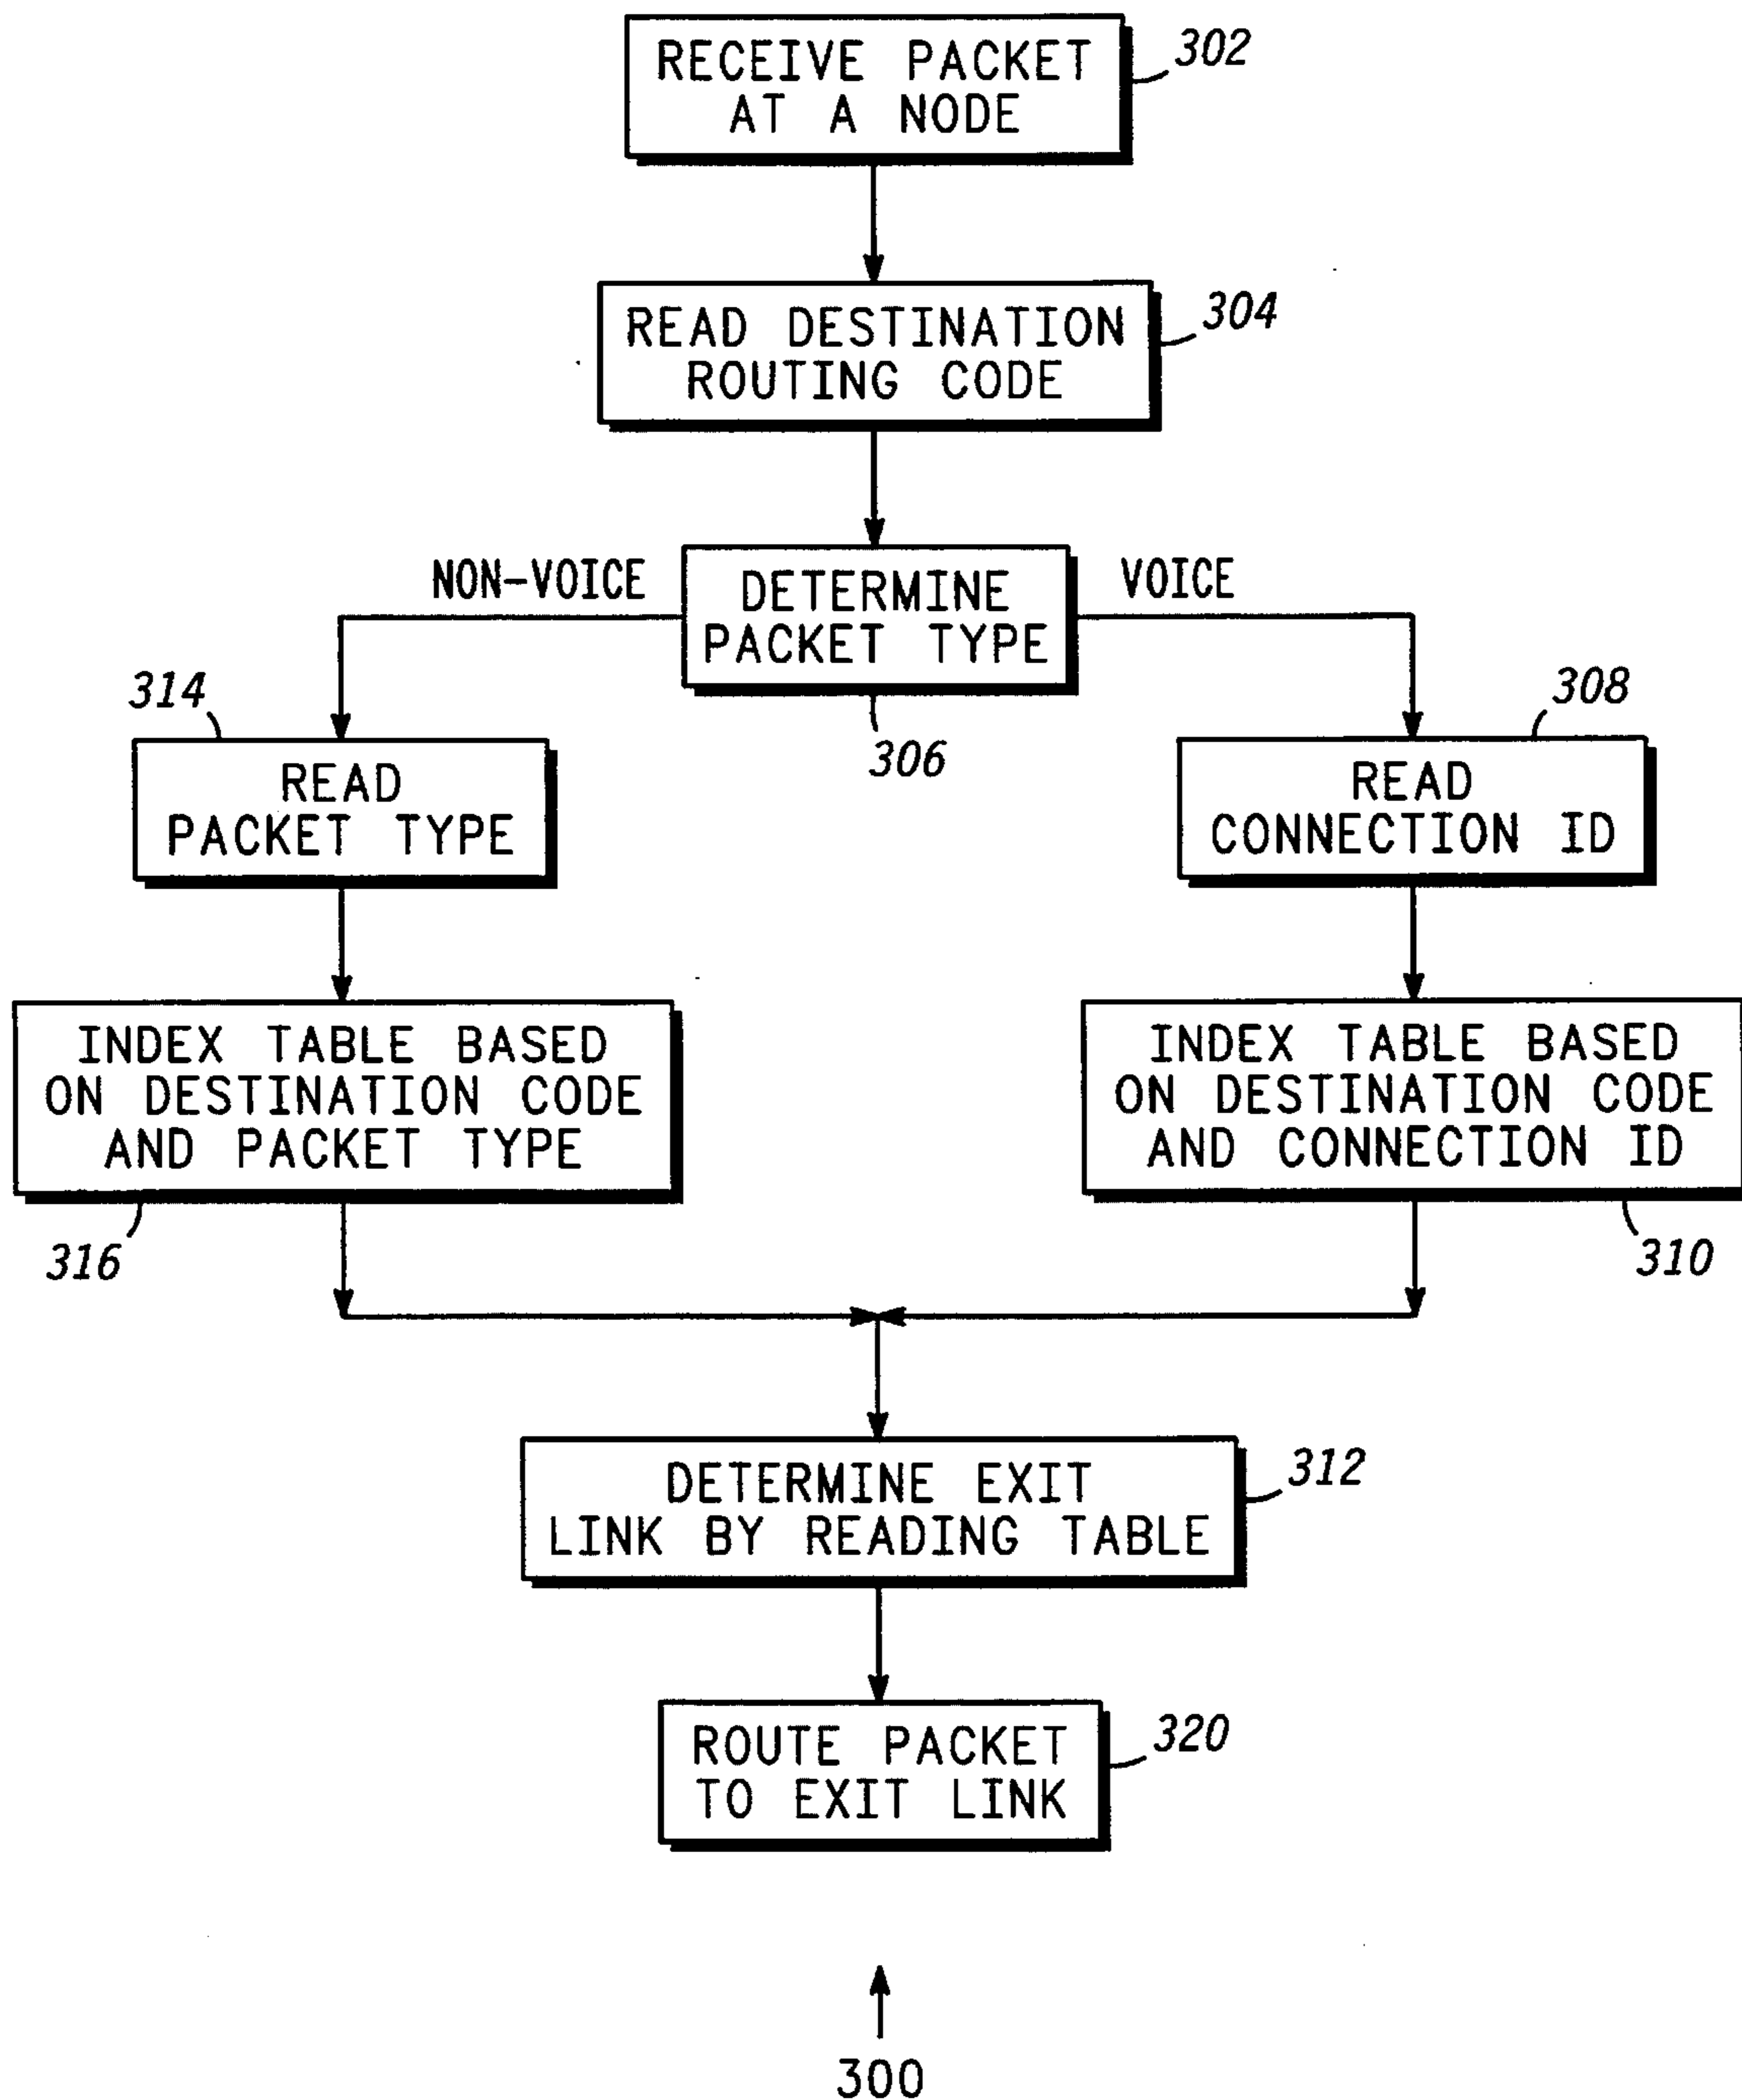 RECEIVE PACKET
AT A NODE
302
READ DESTINATION
ROUTING CODE
304
NON-VOICE
DETERMINE
PACKET TYPE
VOICE
306
314
READ
PACKET TYPE
308
READ
CONNECTION ID
INDEX TABLE BASED
ON DESTINATION CODE
AND PACKET TYPE
316
INDEX TABLE BASED
ON DESTINATION CODE
AND CONNECTION ID
310
DETERMINE EXIT
LINK BY READING TABLE
312
ROUTE PACKET
TO EXIT LINK
320
300